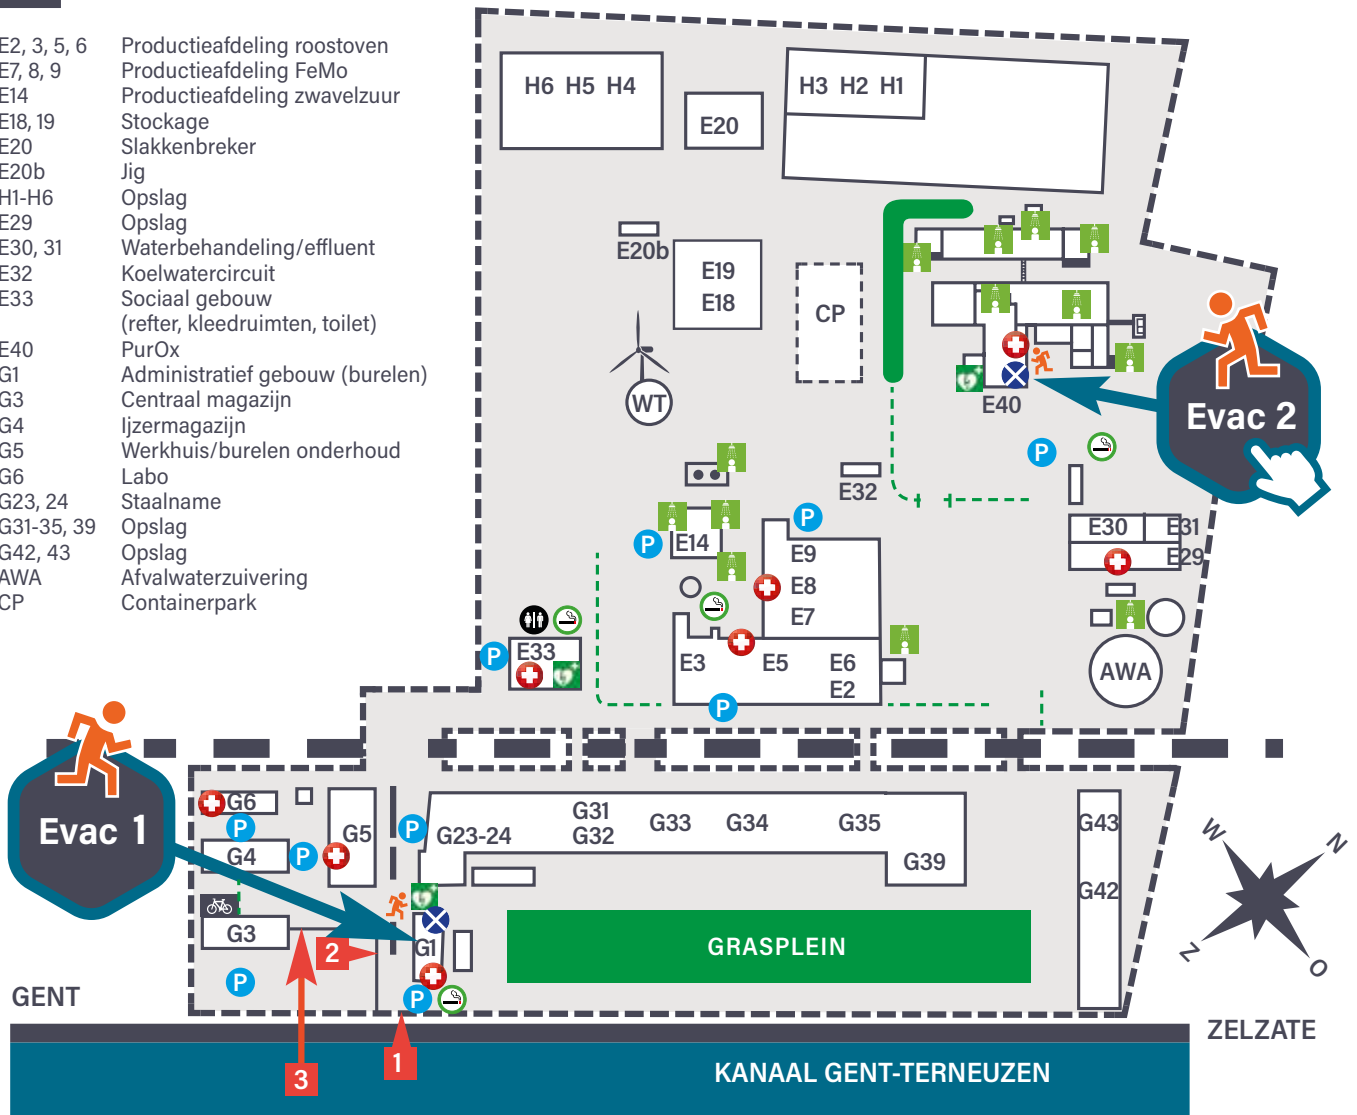 E2, 3, 5, 6 Productieafdeling roostoven
E7, 8, 9 Productieafdeling FeMo
E14 Productieafdeling zwavelzuur
E18, 19 Stockage
E20 Slakkenbreker
E20b Jig
H1-H6 Opslag
E29 Opslag
E30, 31 Waterbehandeling/effluent
E32 Koelwatercircuit
E33 Sociaal gebouw
(refter, kleedruimten, toilet)
E40 PurOx
G1 Administratief gebouw (burelen)
G3 Centraal magazijn
G4 Ijzermagazijn
G5 Werkhuis/burelen onderhoud
G6 Labo
G23, 24 Staalname
G31-35, 39 Opslag
G42, 43 Opslag
AWA Afvalwaterzuivering
CP Containerpark
H6 H5 H4
E20
H3 H2 H1
E20b
E19
E18
CP
WT
E40
Evac 2
P
E32
E14
P
P
E9
E8
E7
E30
E31
E29
E33
P
E3
E5
E6
E2
P
AWA
Evac 1
G6
P
G4
P
G5
P
G23-24
G31
G32
G33
G34
G35
G39
G43
G42
G3
2
G1
P
P
GRASPLEIN
W
N
Z
O
GENT
ZELZATE
1
3
KANAAL GENT-TERNEUZEN